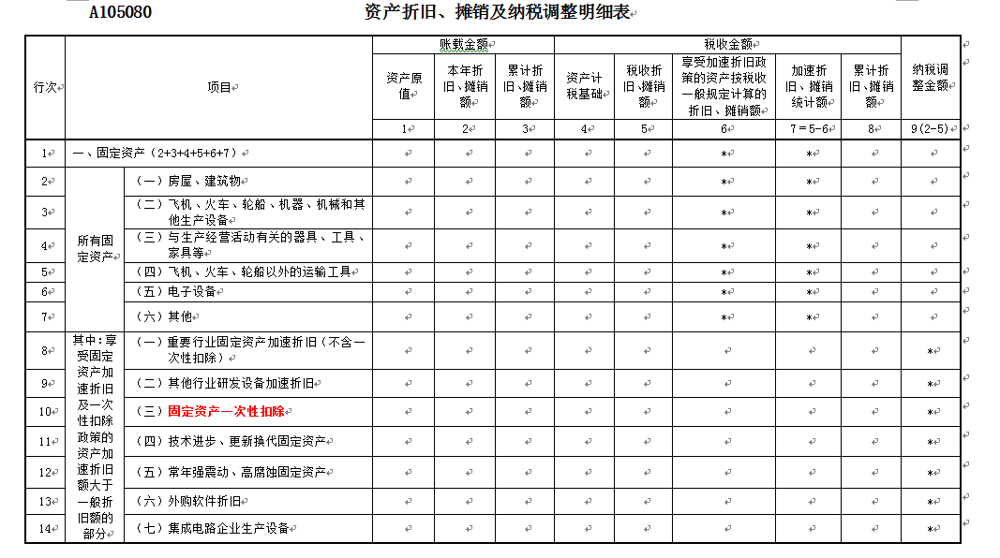 A105080 资产折旧、摊销及纳税调整明细表
行次 项目 账载金额 税收金额 纳税调整金额
资产原值 本年折旧、摊销额 累计折旧、摊销额 资产计税基础 税收折旧、摊销额 享受加速折旧政策的资产按税收一般规定计算的折旧、摊销额 加速折旧、摊销统计额 累计折旧、摊销额
1 2 3 4 5 6 7=5-6 8 9(2-5)
1 一、固定资产(2+3+4+5+6+7) * *
所有固定资产
2 (一)房屋、建筑物 * *
3 (二)飞机、火车、轮船、机器、机械和其他生产设备 * *
4 (三)与生产经营活动有关的器具、工具、家具等 * *
5 (四)飞机、火车、轮船以外的运输工具 * *
6 (五)电子设备 * *
7 (六)其他 * *
其中:享受固定资产加速折旧及一次性扣除政策的资产加速折旧额大于一般折旧额的部分
8 (一)重要行业固定资产加速折旧(不含一次性扣除) *
9 (二)其他行业研发设备加速折旧 *
10 (三)固定资产一次性扣除 *
11 (四)技术进步、更新换代固定资产 *
12 (五)常年强震动、高腐蚀固定资产 *
13 (六)外购软件折旧 *
14 (七)集成电路企业生产设备 *